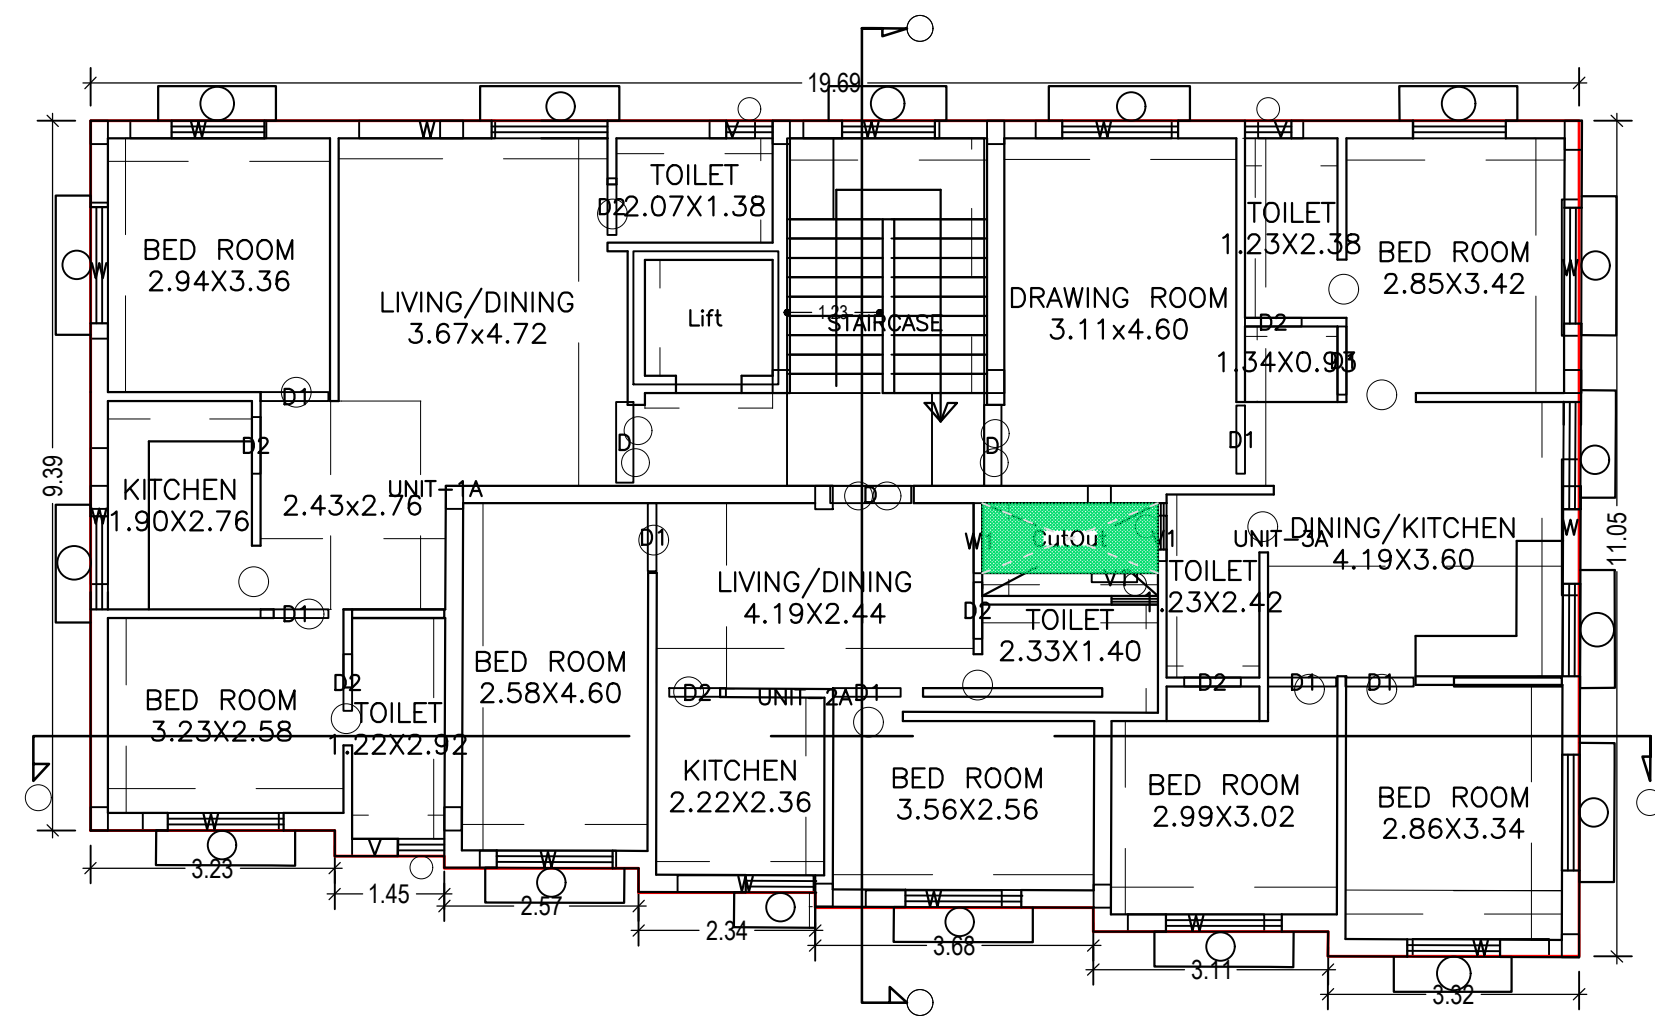 19.69
W
W
V
W
W
V
TOILET
2.07X1.38
D2
TOILET
1.23X2.38
BED ROOM
2.94X3.36
W
BED ROOM
2.85X3.42
W
LIVING/DINING
3.67x4.72
Lift
1.23
STAIRCASE
DRAWING ROOM
3.11x4.60
D2
1.34X0.93
D1
D1
D2
D
D
D1
9.39
KITCHEN
1.90X2.76
W
UNIT-1A
2.43x2.76
D
D1
W1
CutOut
V1
UNIT-3A
DINING/KITCHEN
4.19X3.60
W
11.05
LIVING/DINING
4.19X2.44
V
TOILET
1.23X2.42
D1
D2
TOILET
2.33X1.40
BED ROOM
2.58X4.60
D2
D2
UNIT-2A
D1
D2
D1
D1
BED ROOM
3.23X2.58
TOILET
1.22X2.92
KITCHEN
2.22X2.36
BED ROOM
3.56X2.56
BED ROOM
2.99X3.02
BED ROOM
2.86X3.34
W
V
W
W
W
W
W
3.23
1.45
2.57
2.34
3.68
3.11
3.32